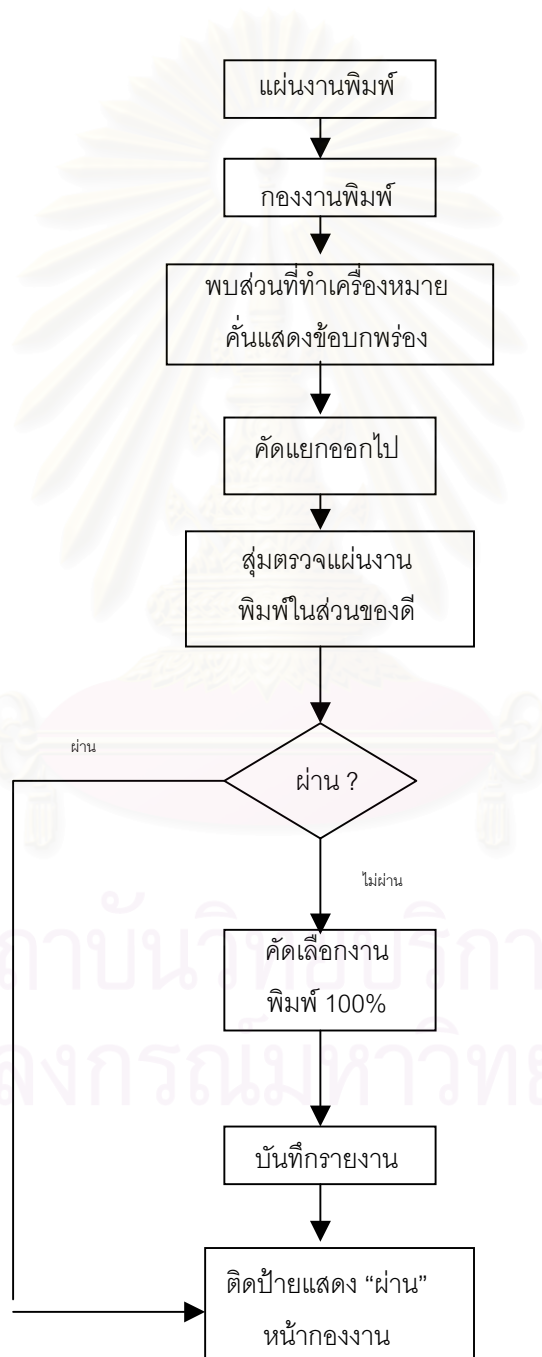 แผ่นงานพิมพ์
กองงานพิมพ์
พบส่วนที่ทำเครื่องหมาย
คั่นแสดงข้อบกพร่อง
คัดแยกออกไป
สุ่มตรวจแผ่นงาน
พิมพ์ในส่วนของดี
ผ่าน
ผ่าน ?
ไม่ผ่าน
คัดเลือกงาน
พิมพ์ 100%
บันทึกรายงาน
ติดป้ายแสดง “ผ่าน”
หน้ากองงาน